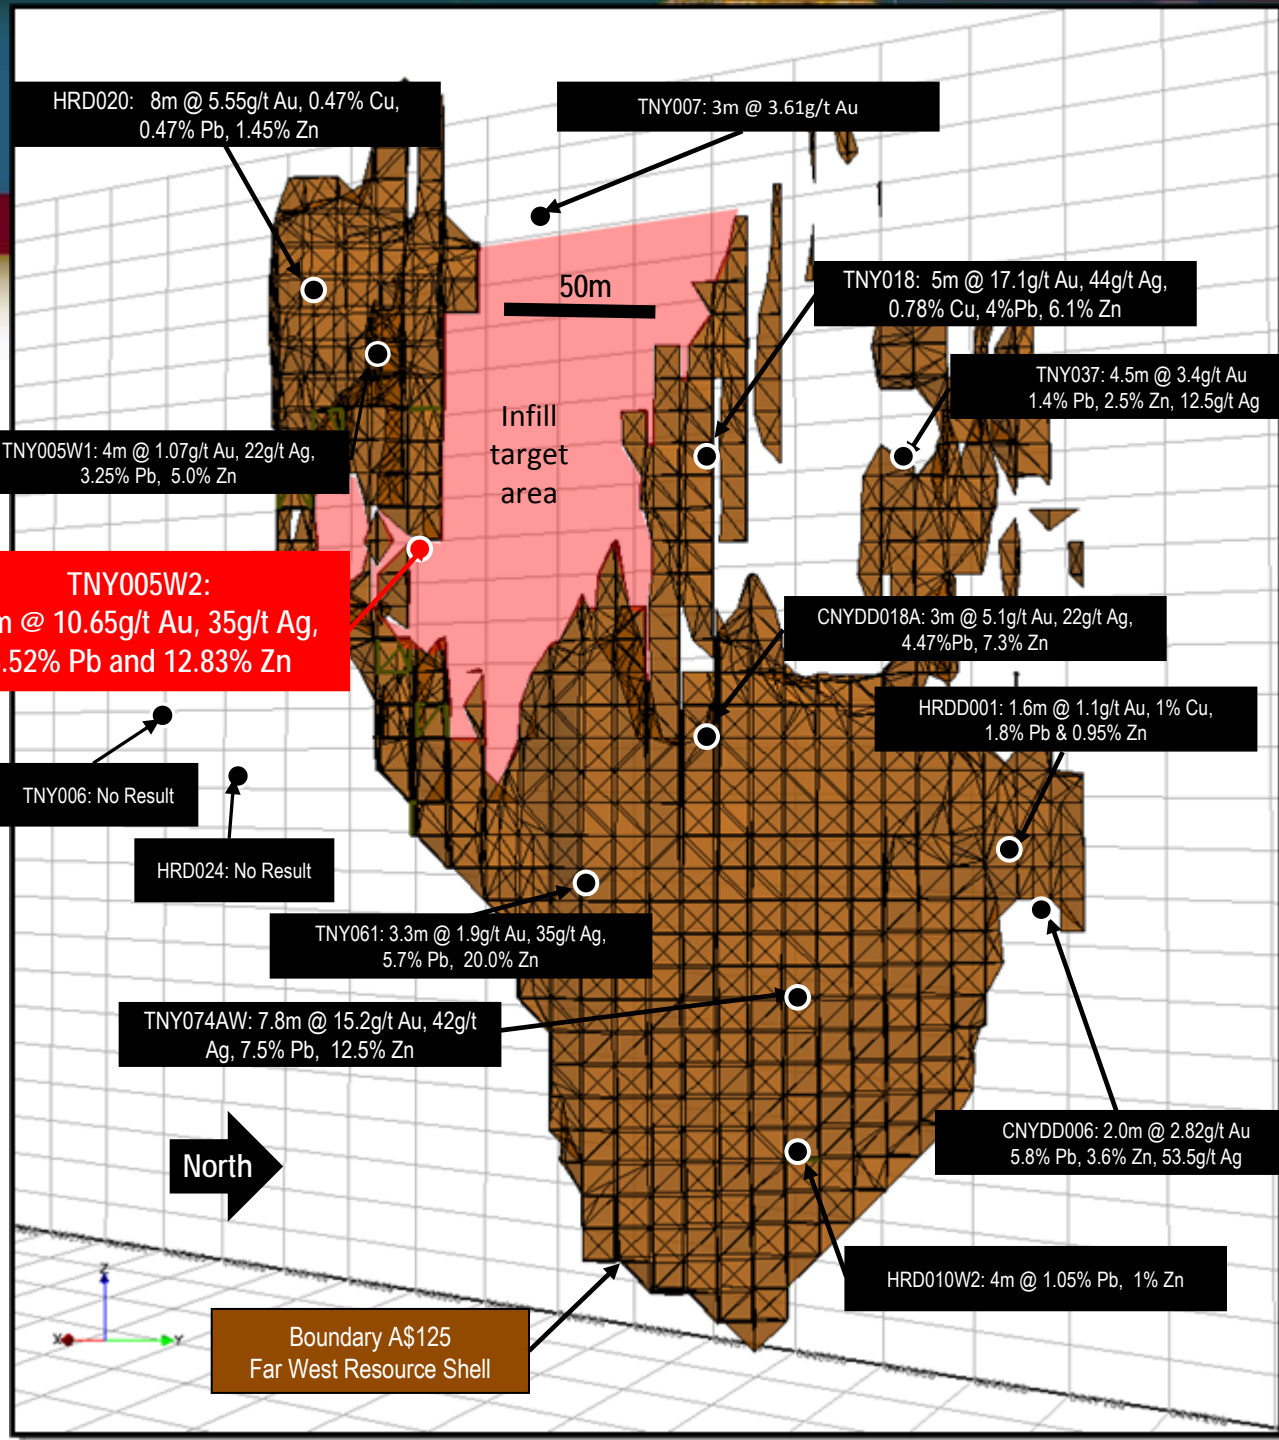 HRD020: 8m @ 5.55g/t Au, 0.47% Cu,
0.47% Pb, 1.45% Zn
TNY007: 3m @ 3.61g/t Au
50m
TNY018: 5m @ 17.1g/t Au, 44g/t Ag,
0.78% Cu, 4%Pb, 6.1% Zn
TNY037: 4.5m @ 3.4g/t Au
1.4% Pb, 2.5% Zn, 12.5g/t Ag
Infill
target
area
TNY005W1: 4m @ 1.07g/t Au, 22g/t Ag,
3.25% Pb, 5.0% Zn
TNY005W2:
@ 10.65g/t Au, 35g/t Ag,
.52% Pb and 12.83% Zn
CNYDD018A: 3m @ 5.1g/t Au, 22g/t Ag,
4.47%Pb, 7.3% Zn
HRDD001: 1.6m @ 1.1g/t Au, 1% Cu,
1.8% Pb & 0.95% Zn
TNY006: No Result
HRD024: No Result
TNY061: 3.3m @ 1.9g/t Au, 35g/t Ag,
5.7% Pb, 20.0% Zn
TNY074AW: 7.8m @ 15.2g/t Au, 42g/t
Ag, 7.5% Pb, 12.5% Zn
CNYDD006: 2.0m @ 2.82g/t Au
5.8% Pb, 3.6% Zn, 53.5g/t Ag
North
HRD010W2: 4m @ 1.05% Pb, 1% Zn
Z
X
Y
Boundary A$125
Far West Resource Shell